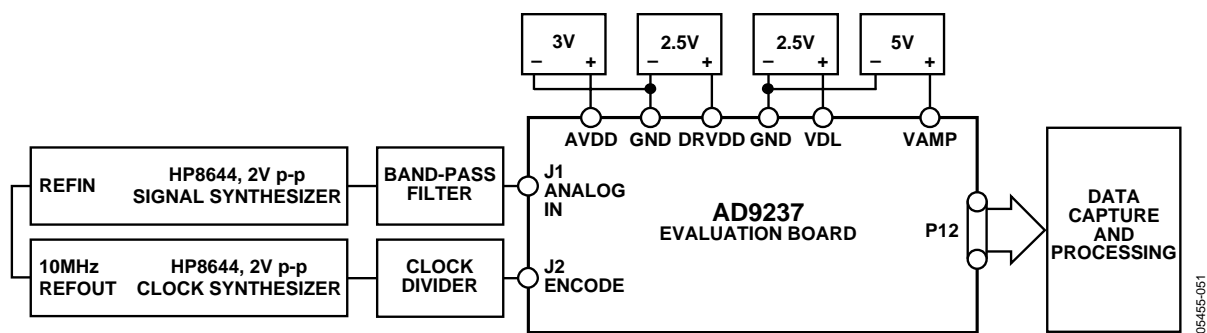 3V
– +
2.5V
– +
2.5V
– +
5V
– +
AVDD GND DRVDD GND VDL VAMP
REFIN
HP8644, 2V p-p
SIGNAL SYNTHESIZER
BAND-PASS
FILTER
J1
ANALOG
IN
10MHz
REFOUT
HP8644, 2V p-p
CLOCK SYNTHESIZER
CLOCK
DIVIDER
J2
ENCODE
AD9237
EVALUATION BOARD
P12
DATA
CAPTURE
AND
PROCESSING
05455-051